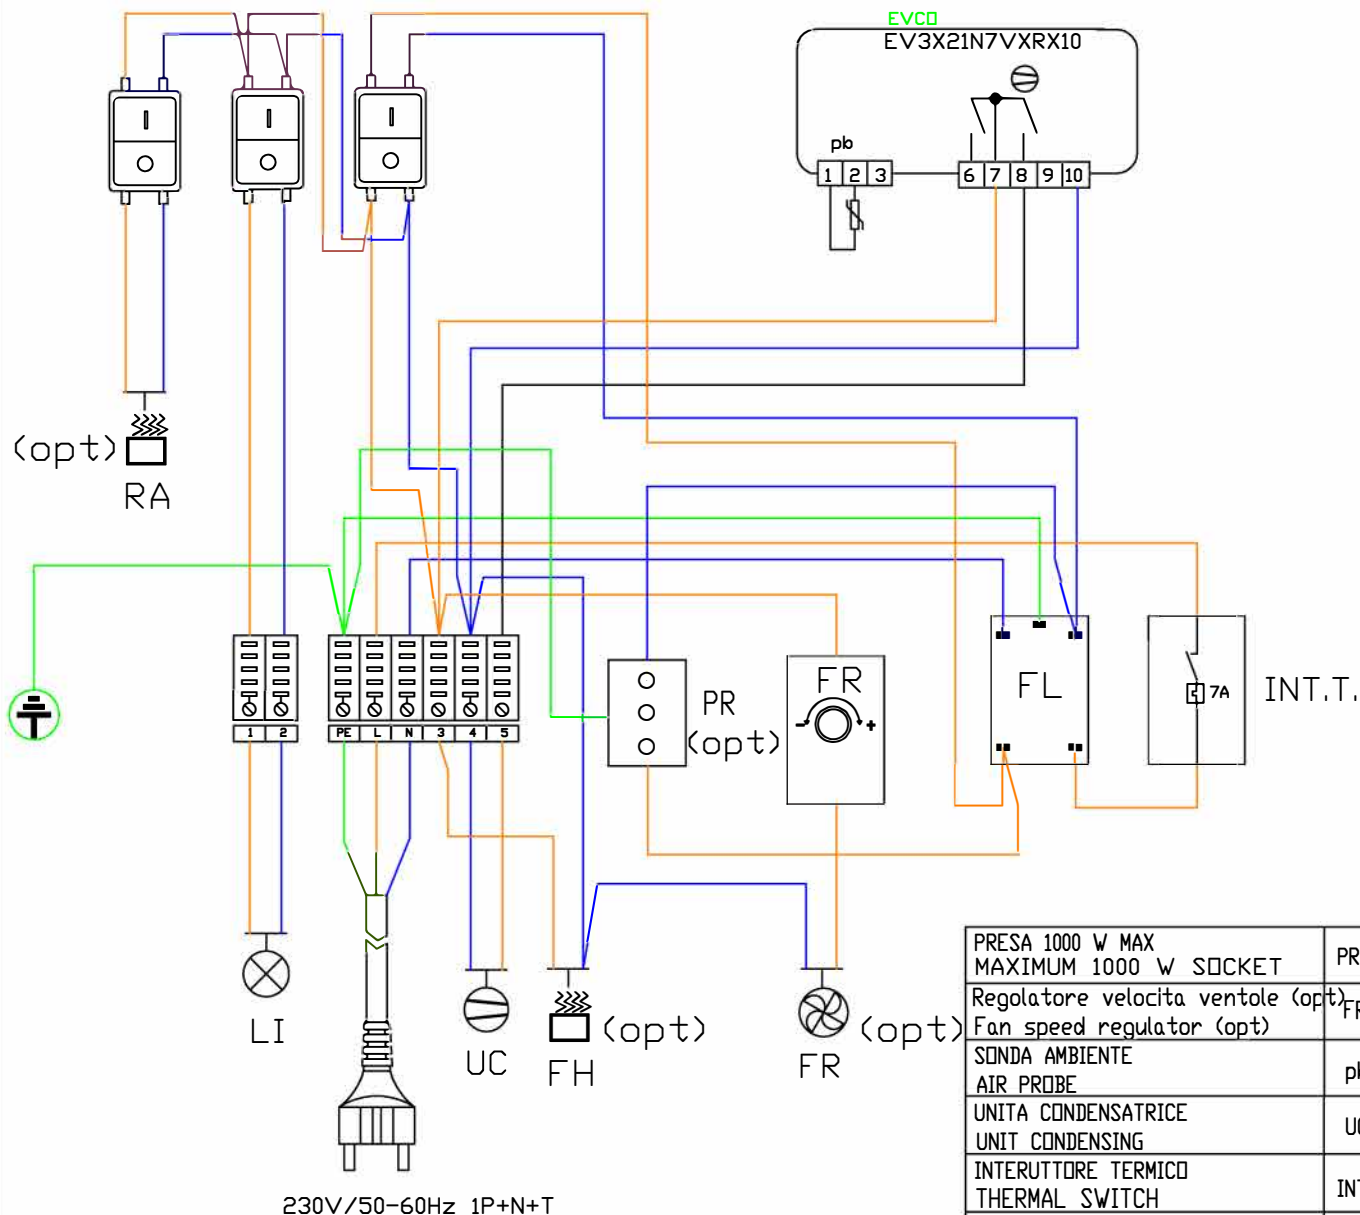 EVCO
EV3X21N7VXRX10
pb
1 2 3
6 7 8 9 10
(opt)
RA
1 2
PE L N 3 4 5
PR
(opt)
FR
- +
FL
7A
INT.T.
LI
UC
FH
(opt)
FR
(opt)
230V/50-60Hz 1P+N+T
PRESA 1000 W MAX
MAXIMUM 1000 W SOCKET
PR
Regolatore velocita ventole (opt)
Fan speed regulator (opt)
FR
SONDA AMBIENTE
AIR PROBE
UNITA CONDENSATRICE
UNIT CONDENSING
INTERUTTORE TERMICO
THERMAL SWITCH
INT